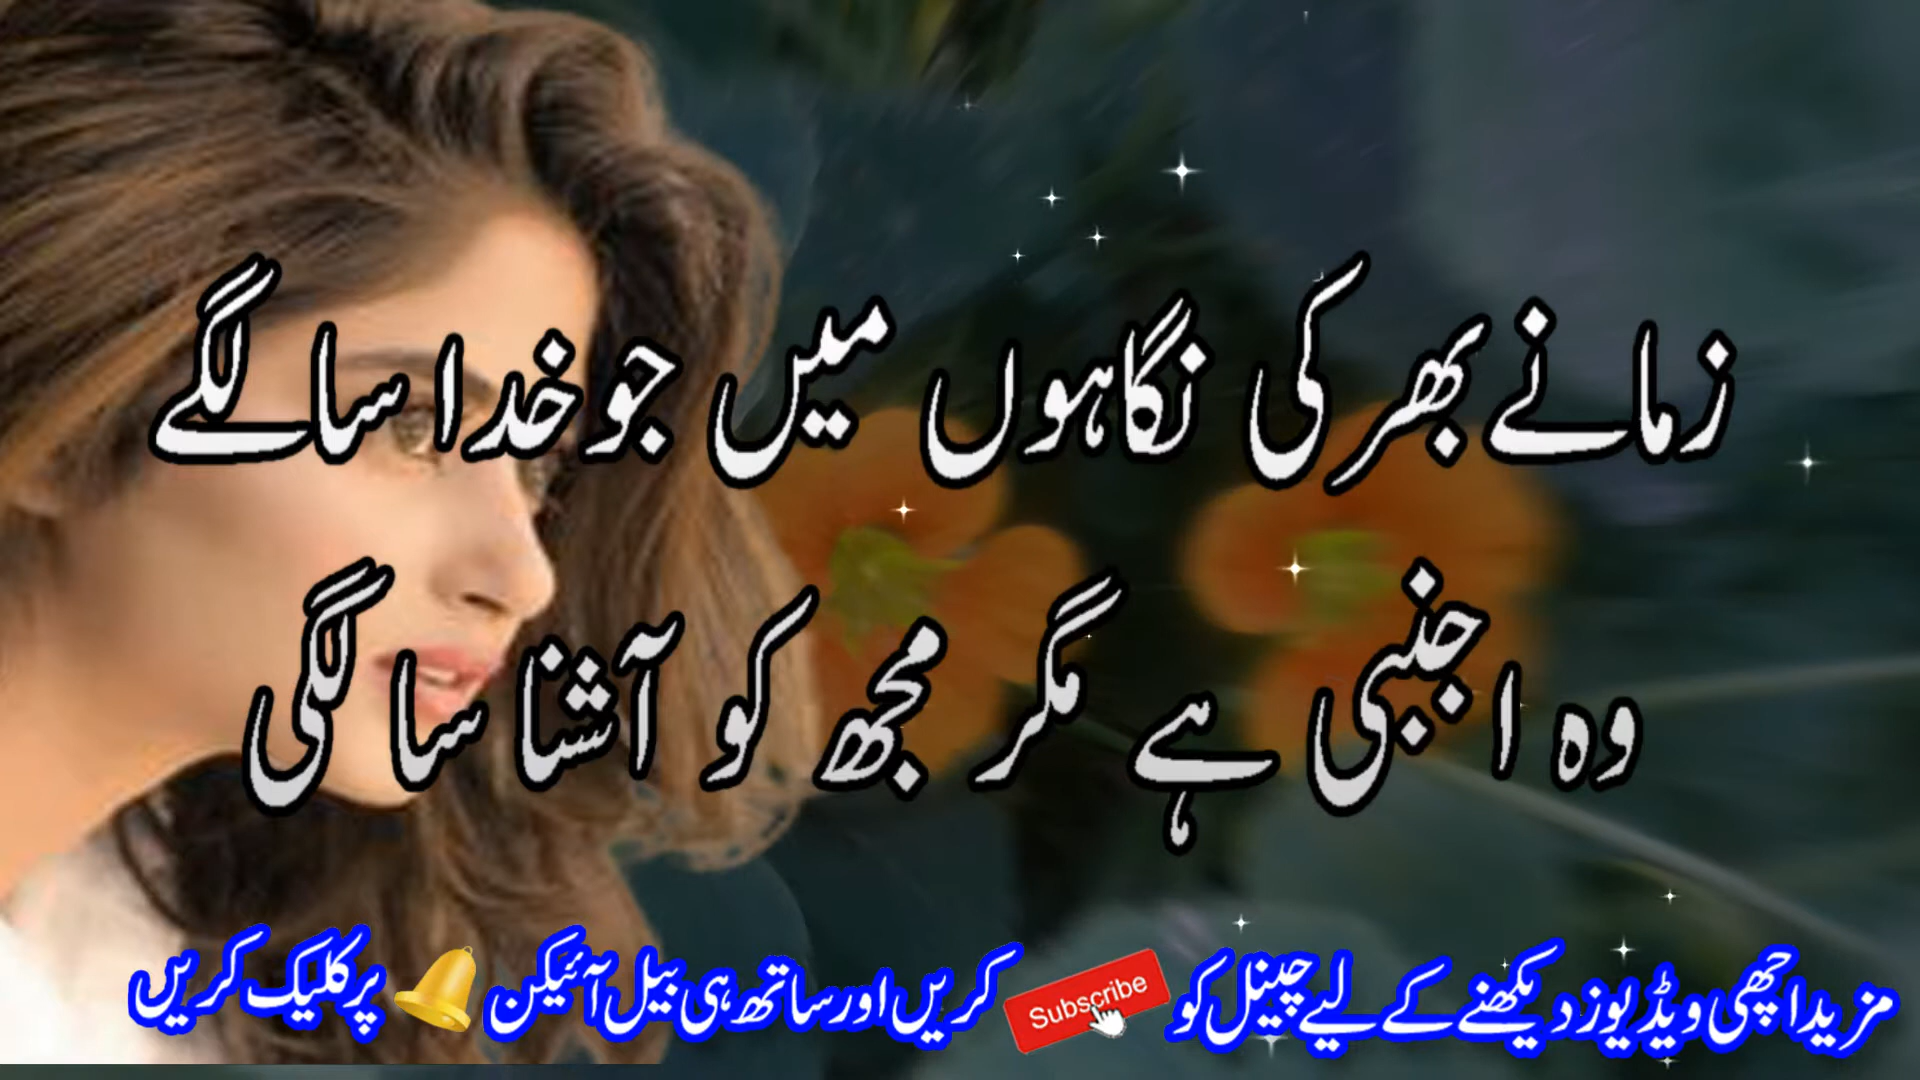 زمانے بھر کی نگاہوں میں جو خدا سا لگے
وہ اجنبی ہے مگر مجھ کو آشنا سا لگی
مزید اچھی ویڈیوز دیکھنے کے لیے چینل کو Subscribe کریں اور ساتھ ہی بیل آئیکن پر کلیک کریں